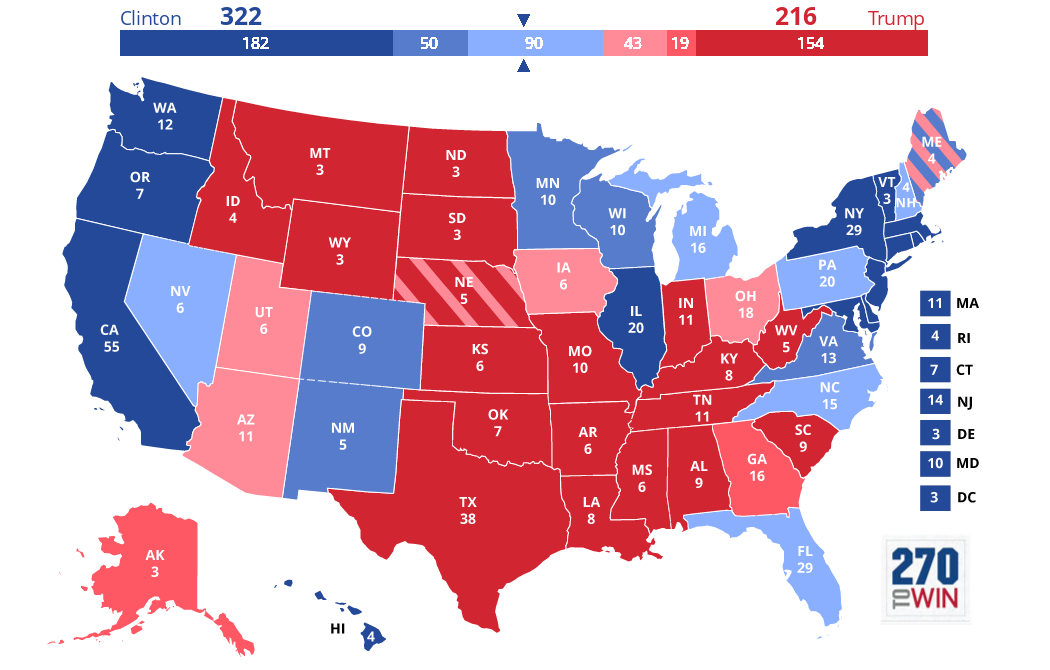 Clinton 322 216 Trump
182 50 90 43 19 154
WA
12
OR
7
CA
55
NV
6
ID
4
MT
3
WY
3
UT
6
AZ
11
CO
9
NM
5
ND
3
SD
3
NE
5
KS
6
OK
7
TX
38
MN
10
IA
6
MO
10
AR
6
LA
8
WI
10
IL
20
MI
16
IN
11
OH
18
KY
8
TN
11
MS
6
AL
9
GA
16
FL
29
SC
9
NC
15
VA
13
WV
5
PA
20
NY
29
VT
3
4
NH
ME
4
11 MA
4 RI
7 CT
14 NJ
3 DE
10 MD
3 DC
AK
3
HI
4
270
TO WIN